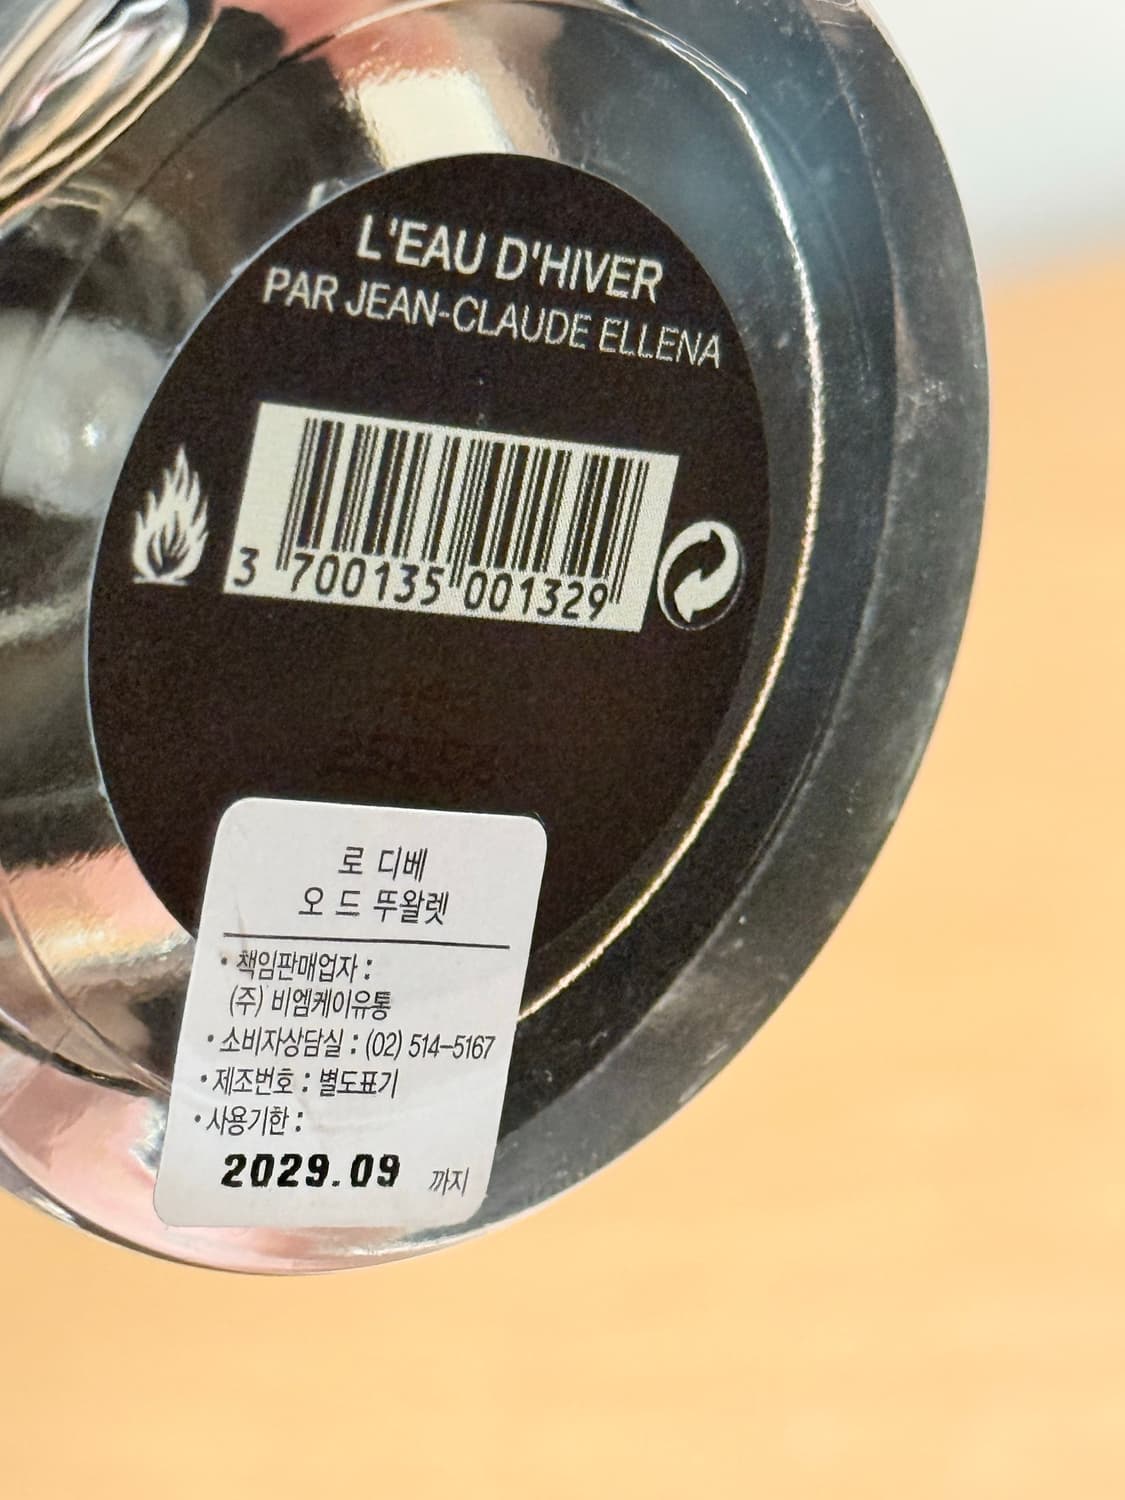 L'EAU D'HIVER
PAR JEAN-CLAUDE ELLENA
3 700135 001329
로 디베
오 드 뚜왈렛
• 책임판매업자 :
(주) 비엠케이유통
• 소비자상담실 : (02) 514-5167
• 제조번호 : 별도표기
• 사용기한 :
2029.09 까지